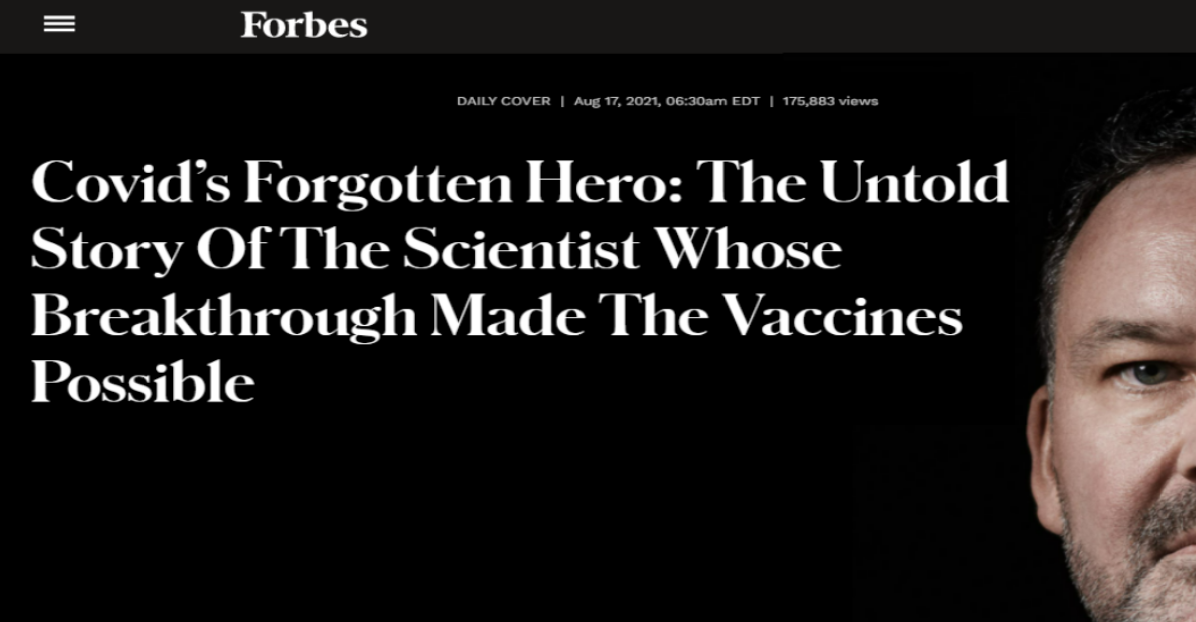 Forbes
DAILY COVER | Aug 17, 2021, 06:30am EDT | 175,883 views
Covid’s Forgotten Hero: The Untold
Story Of The Scientist Whose
Breakthrough Made The Vaccines
Possible